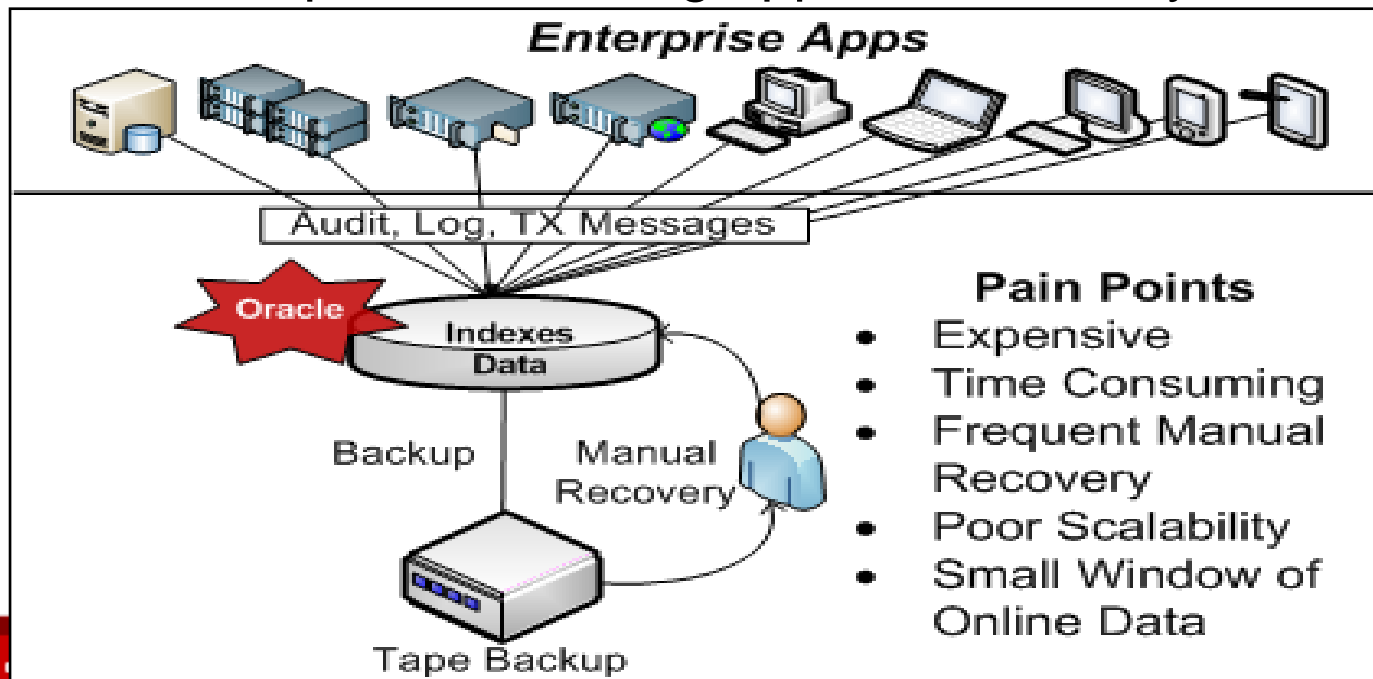 Enterprise Apps
Audit, Log, TX Messages
Oracle
Indexes
Data
Backup
Manual
Recovery
Tape Backup
Pain Points
• Expensive
• Time Consuming
• Frequent Manual
Recovery
• Poor Scalability
• Small Window of
Online Data